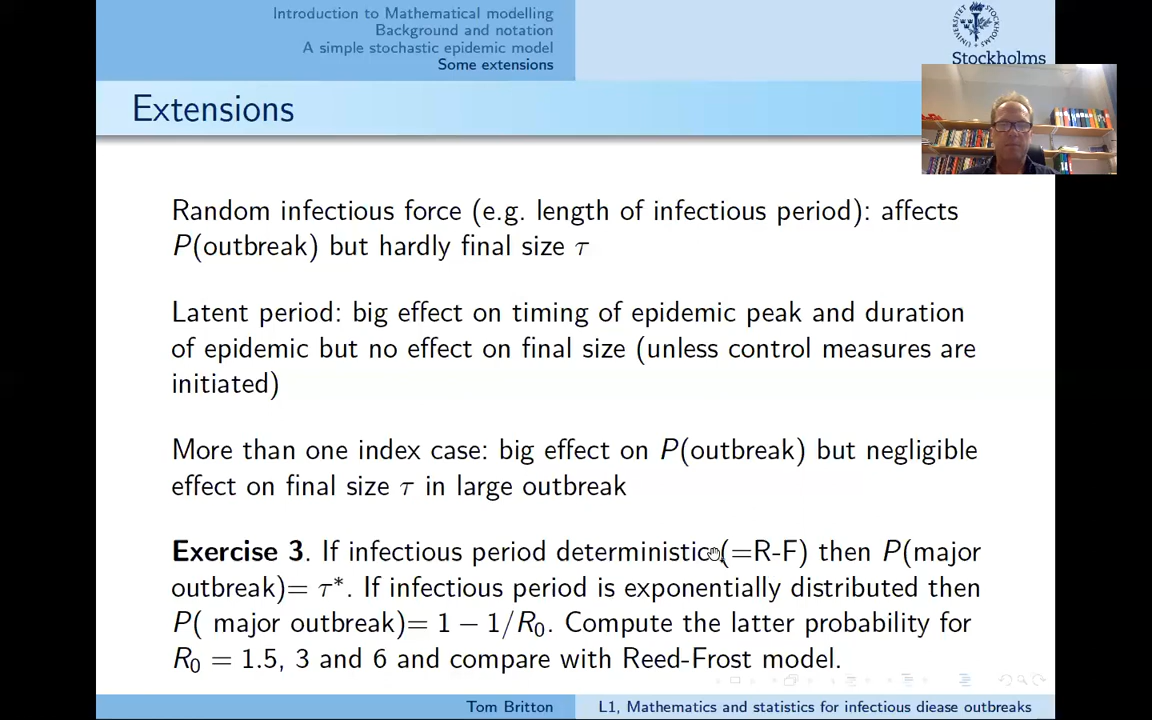 Introduction to Mathematical modelling
Background and notation
A simple stochastic epidemic model
Some extensions
Stockholms
Extensions
Random infectious force (e.g. length of infectious period): affects
P(outbreak) but hardly final size τ
Latent period: big effect on timing of epidemic peak and duration
of epidemic but no effect on final size (unless control measures are
initiated)
More than one index case: big effect on P(outbreak) but negligible
effect on final size τ in large outbreak
Exercise 3. If infectious period deterministic (=R-F) then P(major
outbreak)= τ*. If infectious period is exponentially distributed then
P( major outbreak)= 1 − 1/R₀. Compute the latter probability for
R₀ = 1.5, 3 and 6 and compare with Reed-Frost model.
Tom Britton
L1, Mathematics and statistics for infectious diease outbreaks